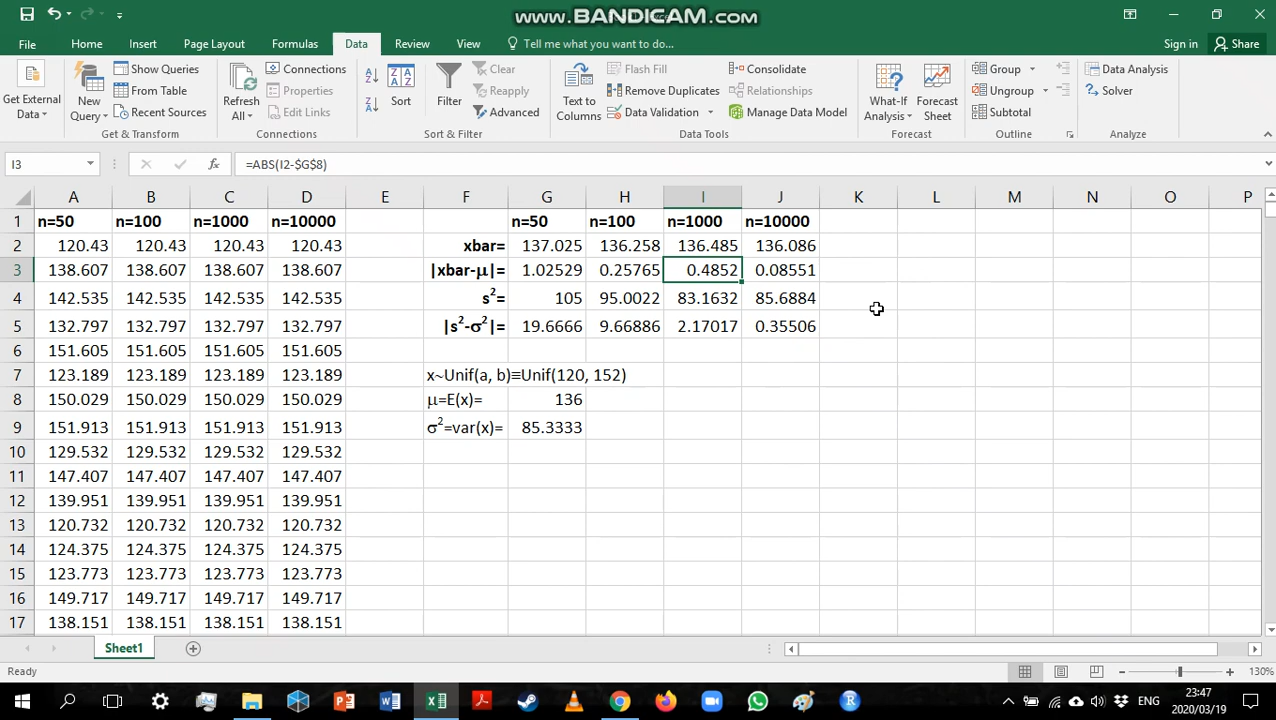 www.BANDICAM.com
File Home Insert Page Layout Formulas Data Review View Tell me what you want to do... Sign in Share
Get External Data
New Query
Show Queries
From Table
Recent Sources
Get & Transform
Refresh All
Connections
Properties
Edit Links
Connections
Sort
Filter
Clear
Reapply
Advanced
Sort & Filter
Text to Columns
Flash Fill
Remove Duplicates
Data Validation
Consolidate
Relationships
Manage Data Model
Data Tools
What-If Analysis
Forecast Sheet
Forecast
Group
Ungroup
Subtotal
Outline
Data Analysis
Solver
Analyze
I3 fx =ABS(I2-$G$8)
A B C D E F G H I J K L M N O P
1 n=50 n=100 n=1000 n=10000 n=50 n=100 n=1000 n=10000
2 120.43 120.43 120.43 120.43 xbar= 137.025 136.258 136.485 136.086
3 138.607 138.607 138.607 138.607 |xbar-μ|= 1.02529 0.25765 0.4852 0.08551
4 142.535 142.535 142.535 142.535 s²= 105 95.0022 83.1632 85.6884
5 132.797 132.797 132.797 132.797 |s²-σ²|= 19.6666 9.66886 2.17017 0.35506
6 151.605 151.605 151.605 151.605
7 123.189 123.189 123.189 123.189 x~Unif(a, b)≡Unif(120, 152)
8 150.029 150.029 150.029 150.029 μ=E(x)= 136
9 151.913 151.913 151.913 151.913 σ²=var(x)= 85.3333
10 129.532 129.532 129.532 129.532
11 147.407 147.407 147.407 147.407
12 139.951 139.951 139.951 139.951
13 120.732 120.732 120.732 120.732
14 124.375 124.375 124.375 124.375
15 123.773 123.773 123.773 123.773
16 149.717 149.717 149.717 149.717
17 138.151 138.151 138.151 138.151
Sheet1
Ready 130%
ENG 23:47
2020/03/19